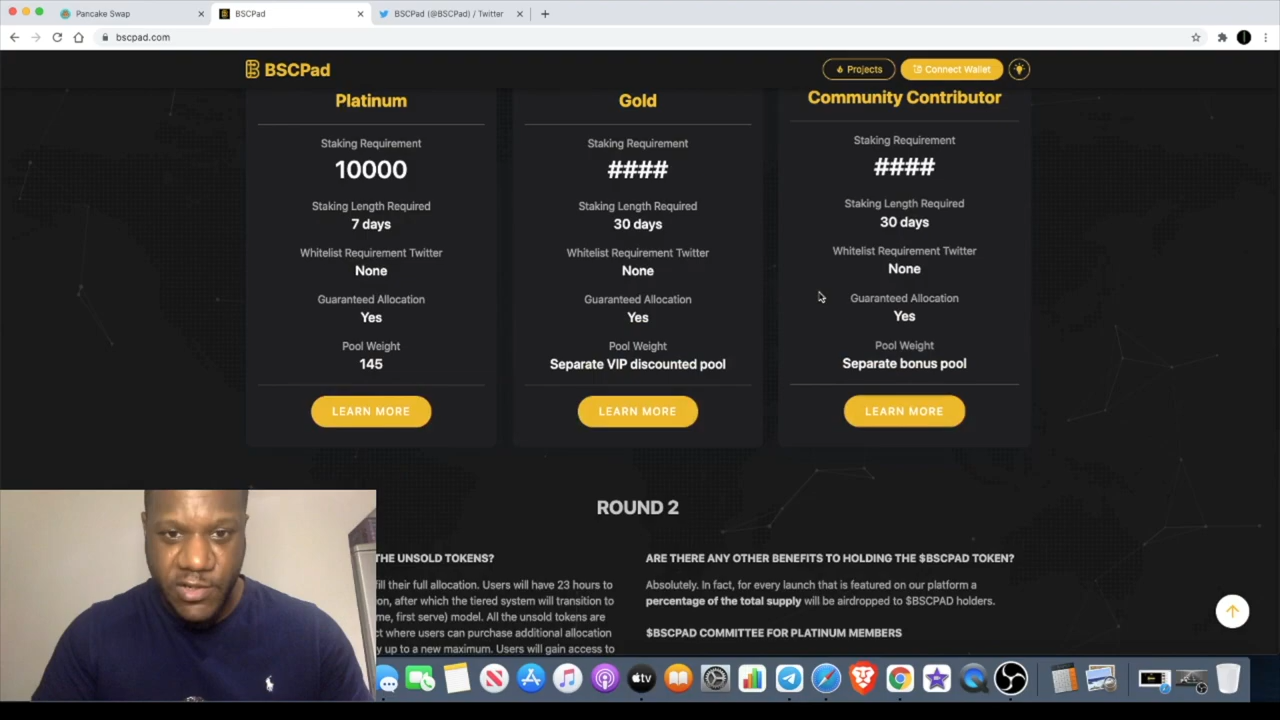 Pancake Swap
BSCPad
BSCPad (@BSCPad) / Twitter
bscpad.com
BSCPad
Projects
Connect Wallet
Platinum
Staking Requirement
10000
Staking Length Required
7 days
Whitelist Requirement Twitter
None
Guaranteed Allocation
Yes
Pool Weight
145
LEARN MORE
Gold
Staking Requirement
####
Staking Length Required
30 days
Whitelist Requirement Twitter
None
Guaranteed Allocation
Yes
Pool Weight
Separate VIP discounted pool
LEARN MORE
Community Contributor
Staking Requirement
####
Staking Length Required
30 days
Whitelist Requirement Twitter
None
Guaranteed Allocation
Yes
Pool Weight
Separate bonus pool
LEARN MORE
ROUND 2
THE UNSOLD TOKENS?
fill their full allocation. Users will have 23 hours to
on, after which the tiered system will transition to
me, first serve) model. All the unsold tokens are
ct where users can purchase additional allocation
y up to a new maximum. Users will gain access to
ARE THERE ANY OTHER BENEFITS TO HOLDING THE $BSCPAD TOKEN?
Absolutely. In fact, for every launch that is featured on our platform a
percentage of the total supply will be airdropped to $BSCPAD holders.
$BSCPAD COMMITTEE FOR PLATINUM MEMBERS
tv